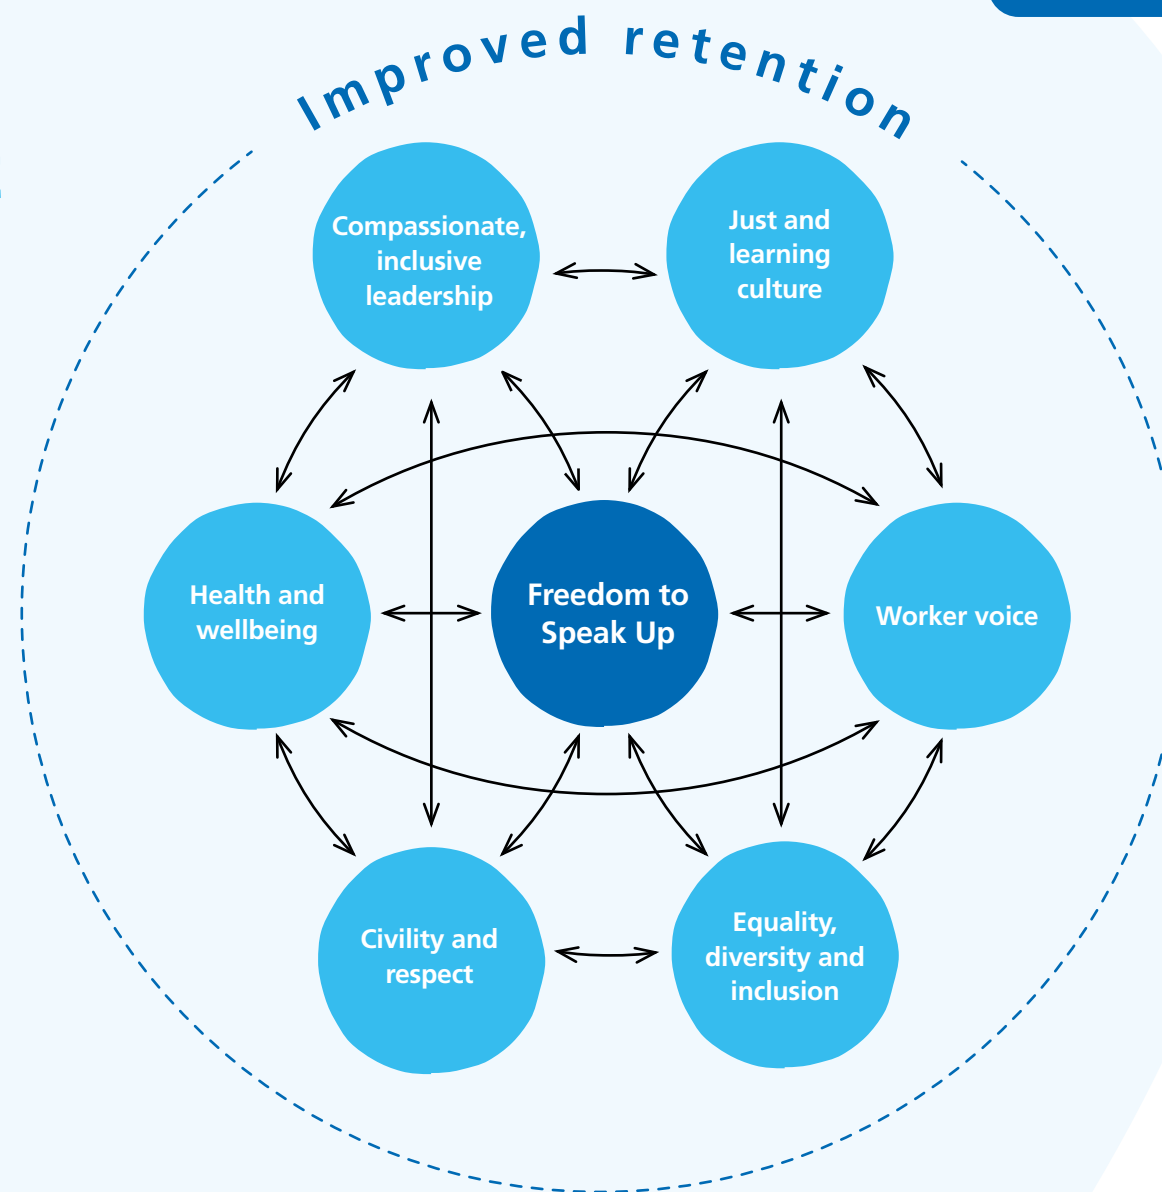 Improved retention
Compassionate,
inclusive
leadership
Just and
learning
culture
Health and
wellbeing
Freedom to
Speak Up
Worker voice
Civility and
respect
Equality,
diversity and
inclusion